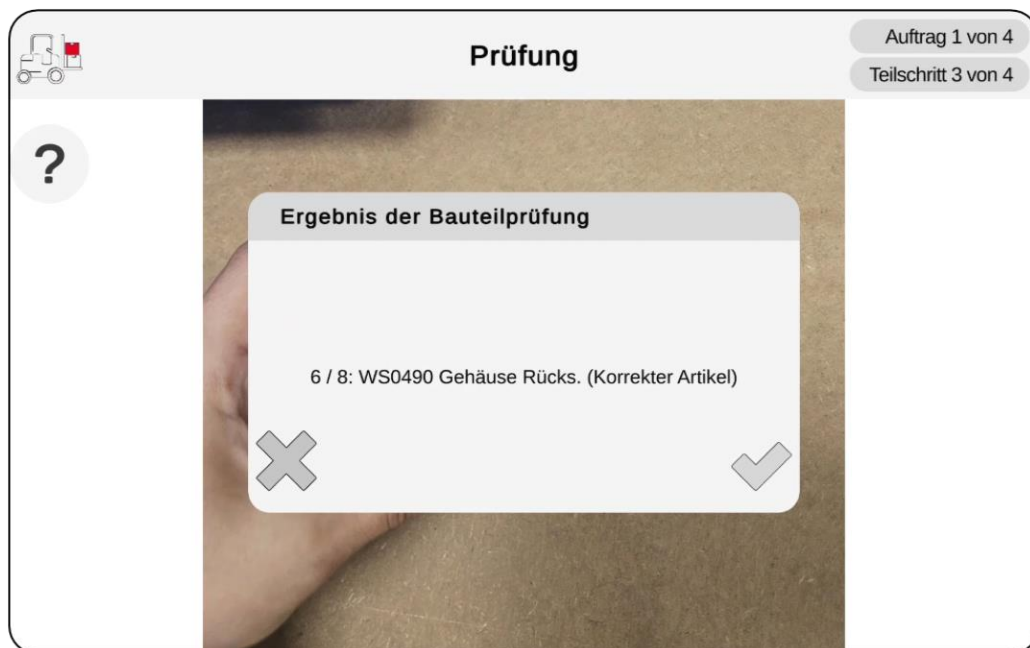 Prüfung
Auftrag 1 von 4
Teilschritt 3 von 4
?
Ergebnis der Bauteilprüfung
6 / 8: WS0490 Gehäuse Rücks. (Korrekter Artikel)